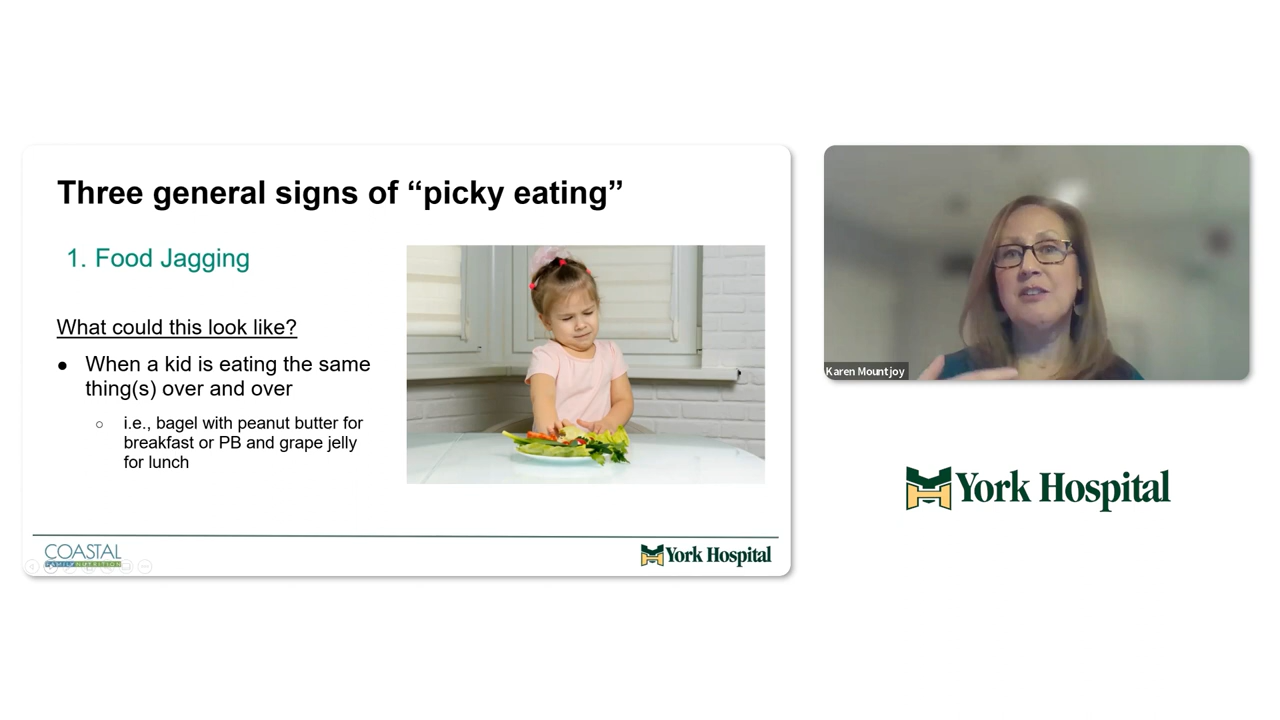 Three general signs of “picky eating”
1. Food Jagging
What could this look like?
● When a kid is eating the same
thing(s) over and over
○ i.e., bagel with peanut butter for
breakfast or PB and grape jelly
for lunch
COASTAL
FAMILY NUTRITION
York Hospital
Karen Mountjoy
York Hospital